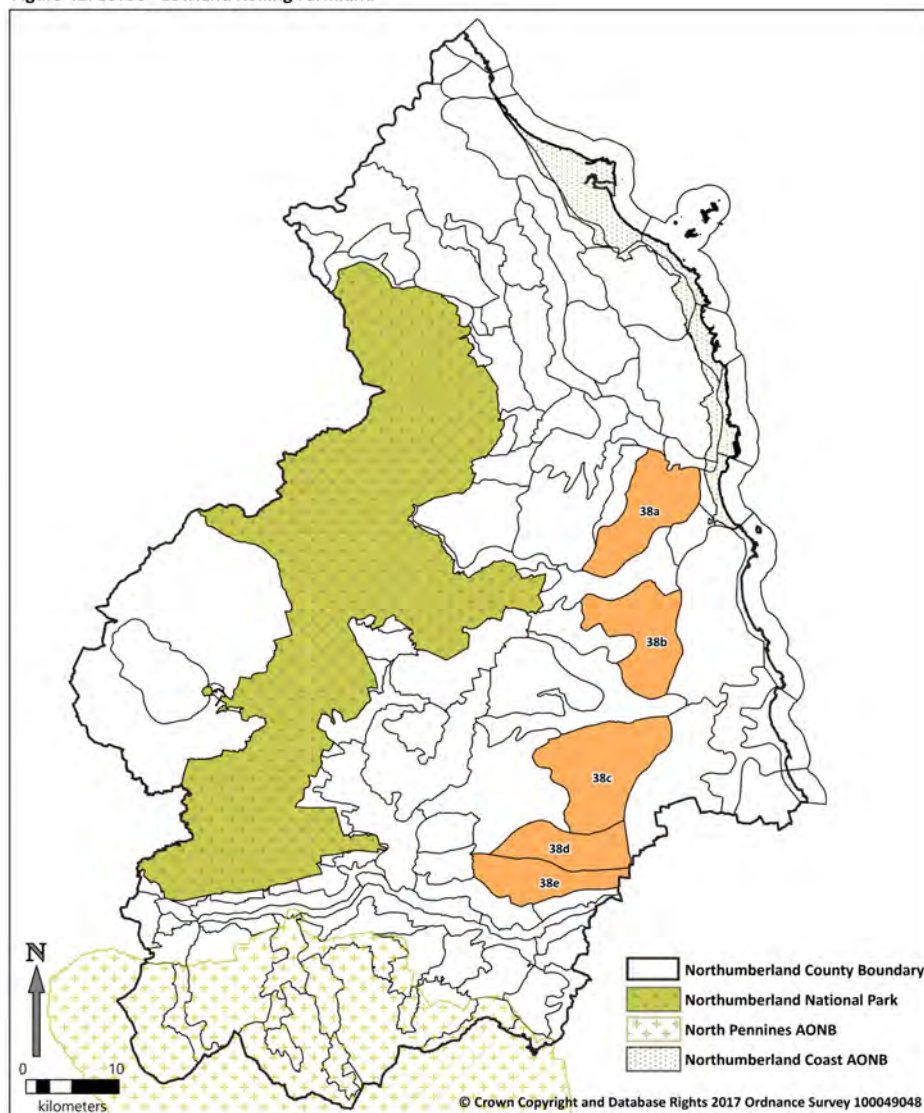 38a
38b
38c
38d
38e
N
0 10
kilometers
Northumberland County Boundary
Northumberland National Park
North Pennines AONB
Northumberland Coast AONB
© Crown Copyright and Database Rights 2017 Ordnance Survey 100049048